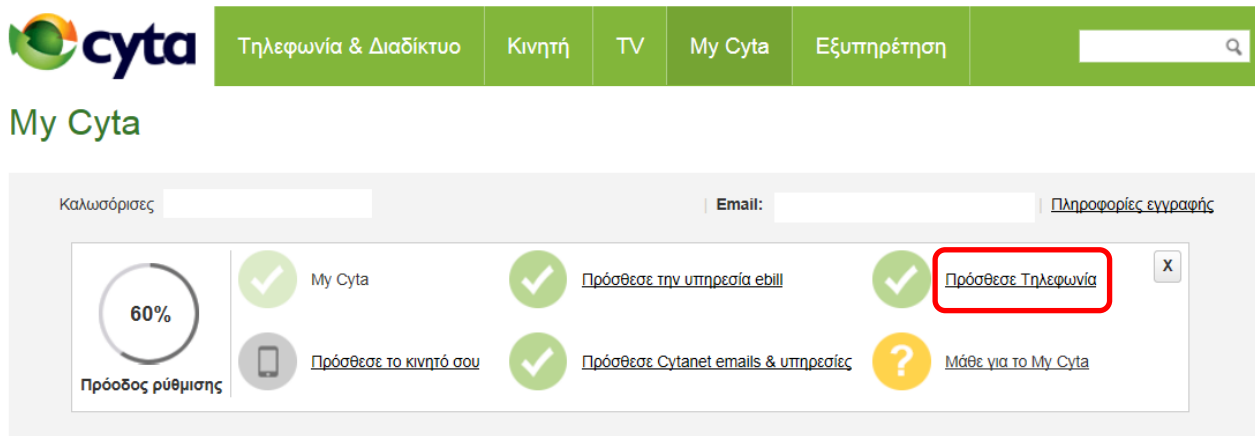 cyta Τηλεφωνία & Διαδίκτυο Κινητή TV My Cyta Εξυπηρέτηση
My Cyta
Καλωσόρισες | Email: | Πληροφορίες εγγραφής
My Cyta Πρόσθεσε την υπηρεσία ebill Πρόσθεσε Τηλεφωνία X
60%
Πρόσθεσε το κινητό σου Πρόσθεσε Cytanet emails & υπηρεσίες ? Μάθε για το My Cyta
Πρόοδος ρύθμισης